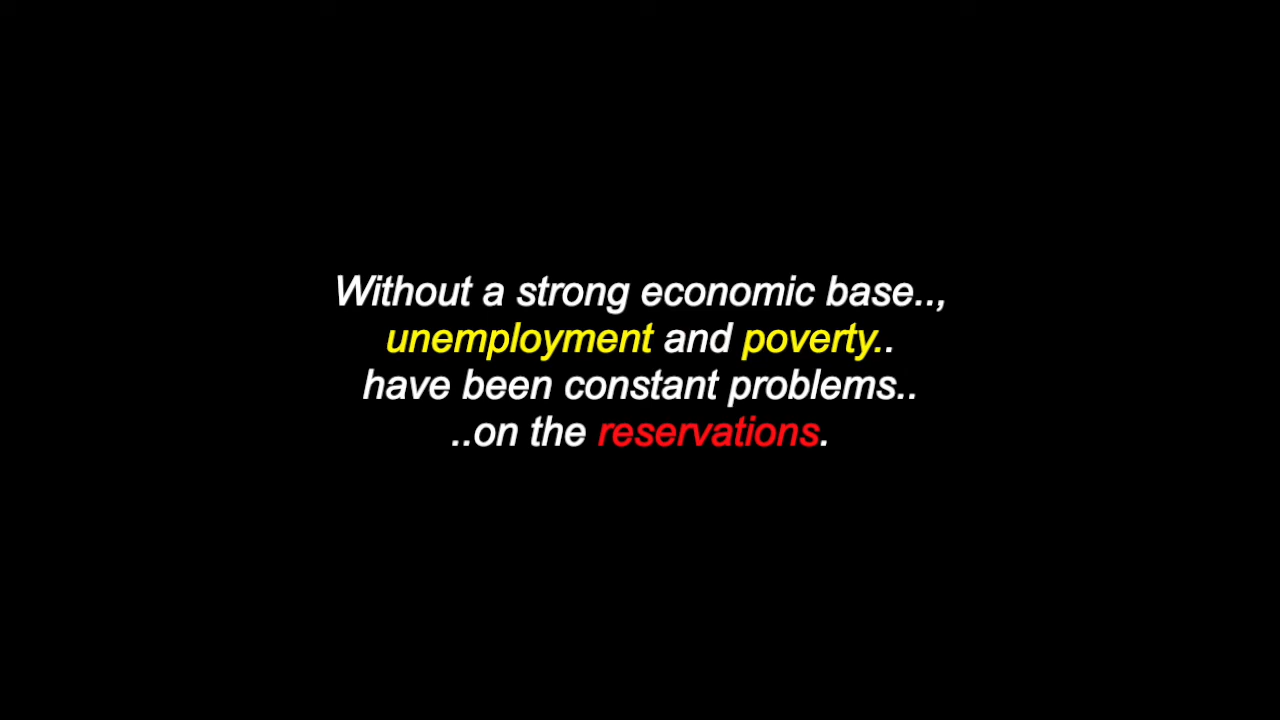 Without a strong economic base..,
unemployment and poverty..
have been constant problems..
..on the reservations.